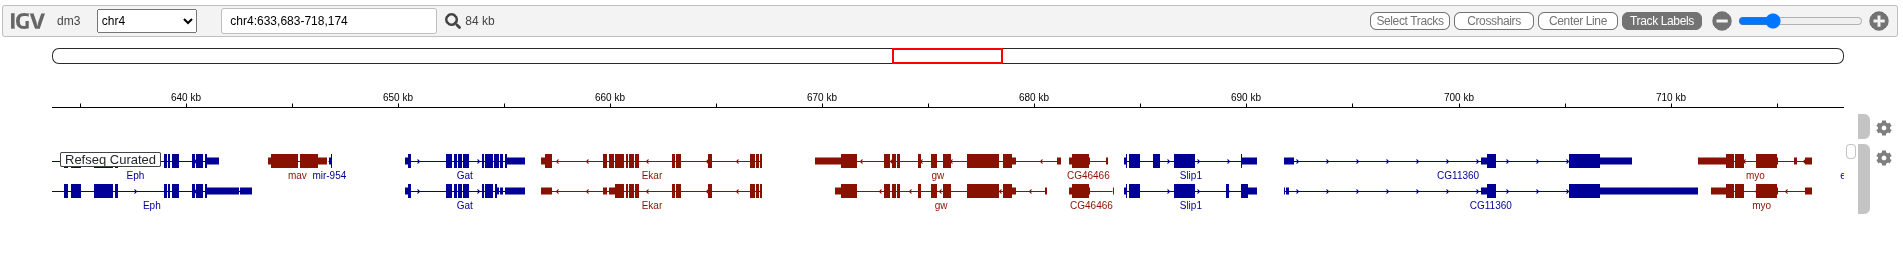 IGV dm3 chr4 chr4:633,683-718,174 84 kb Select Tracks Crosshairs Center Line Track Labels
640 kb 650 kb 660 kb 670 kb 680 kb 690 kb 700 kb 710 kb
Refseq Curated
Eph mav mir-954 Gat Ekar gw CG46466 Slip1 CG11360 myo e
Eph Gat Ekar gw CG46466 Slip1 CG11360 myo